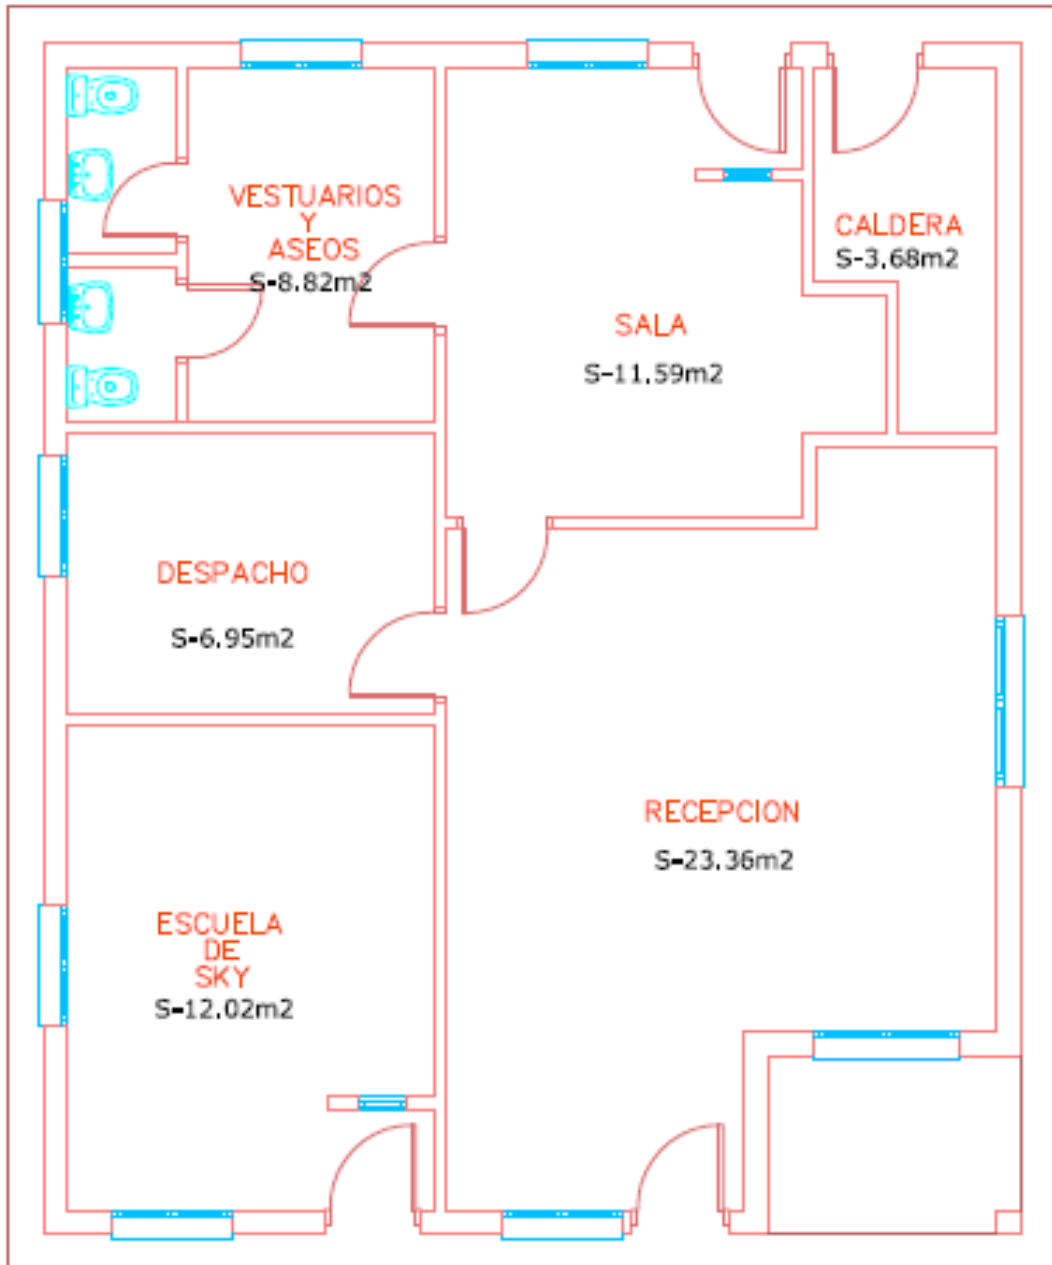 VESTUARIOS
Y
ASEOS
S-8.82m2
CALDERA
S-3.68m2
SALA
S-11.59m2
DESPACHO
S-6.95m2
RECEPCION
S-23.36m2
ESCUELA
DE
SKY
S-12.02m2